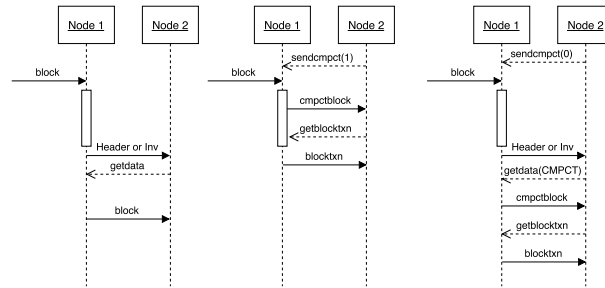 Node 1
Node 2
block
Header or Inv
getdata
block
Node 1
Node 2
sendcmpct(1)
block
cmpctblock
getblocktxn
blocktxn
Node 1
Node 2
sendcmpct(0)
block
Header or Inv
getdata(CMPCT)
cmpctblock
getblocktxn
blocktxn